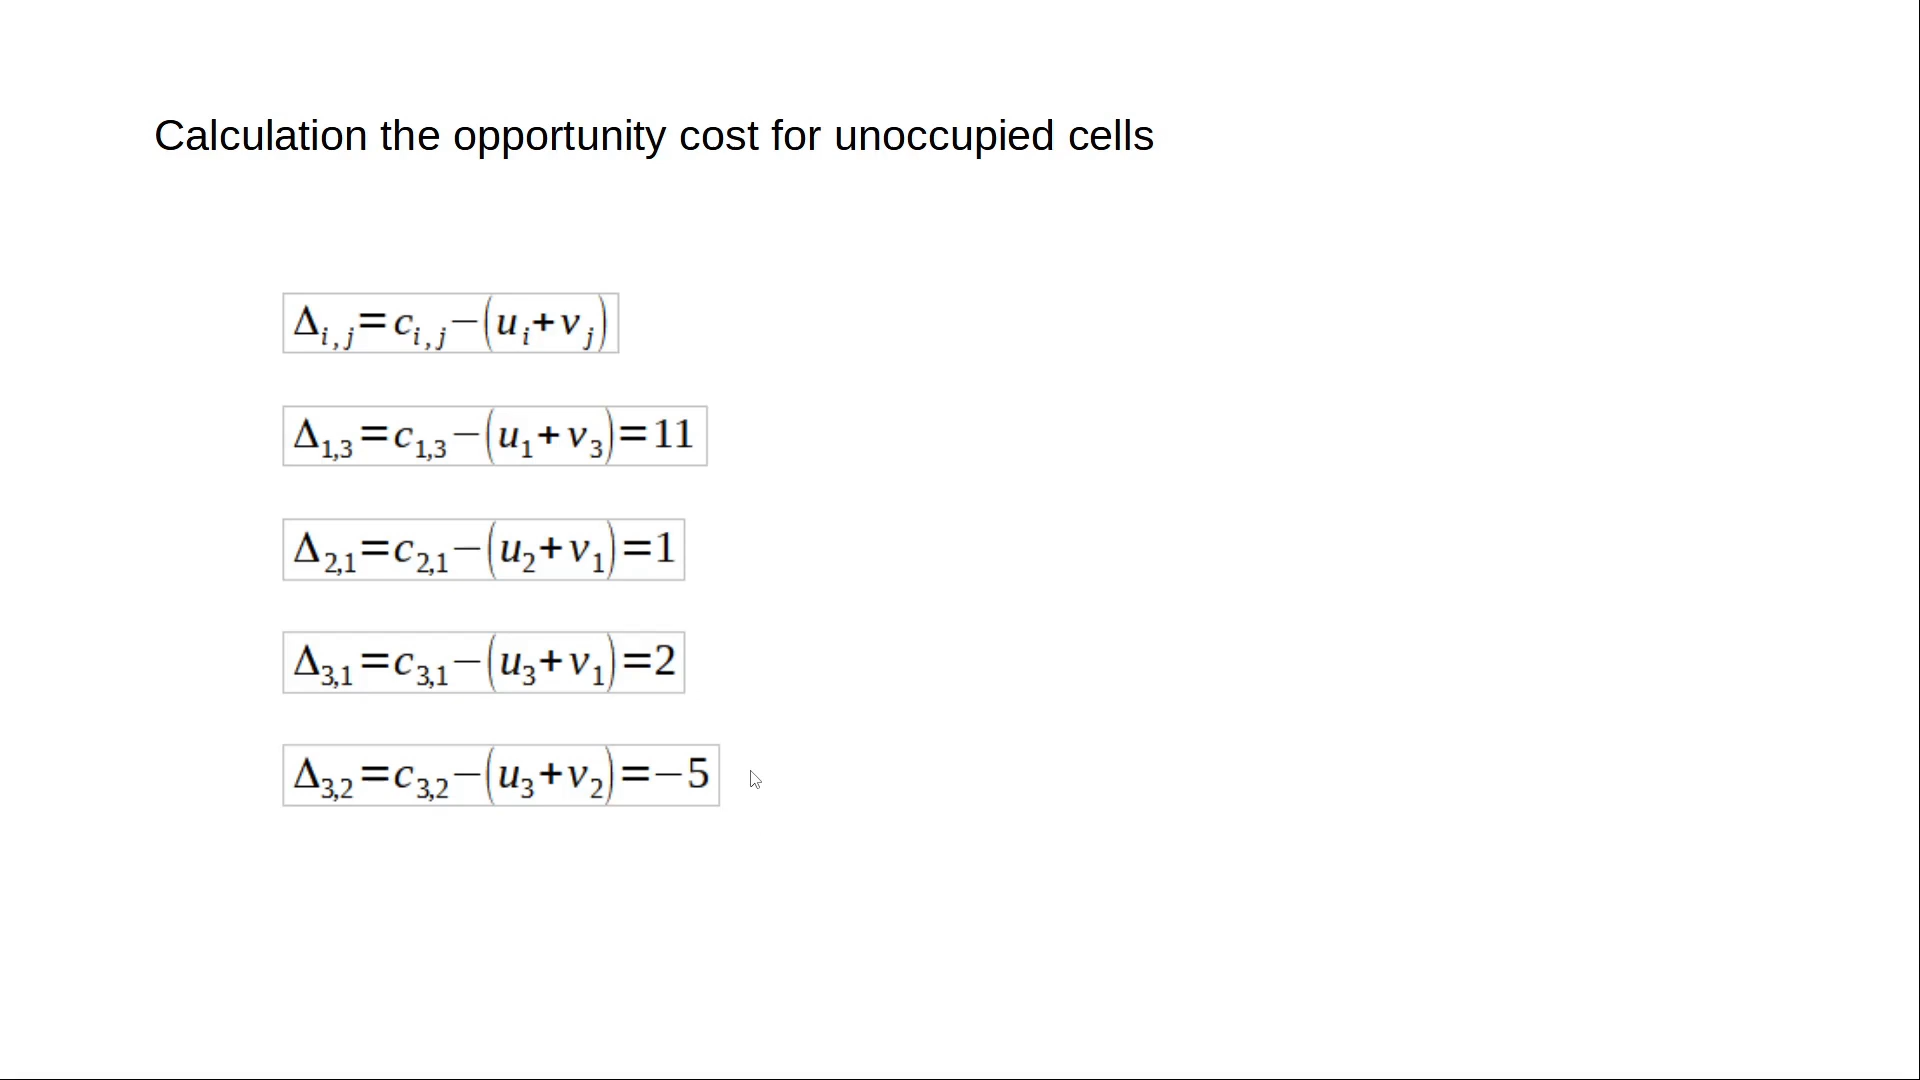 Calculation the opportunity cost for unoccupied cells
Δi,j=ci,j−(ui+vj)
Δ1,3=c1,3−(u1+v3)=11
Δ2,1=c2,1−(u2+v1)=1
Δ3,1=c3,1−(u3+v1)=2
Δ3,2=c3,2−(u3+v2)=−5